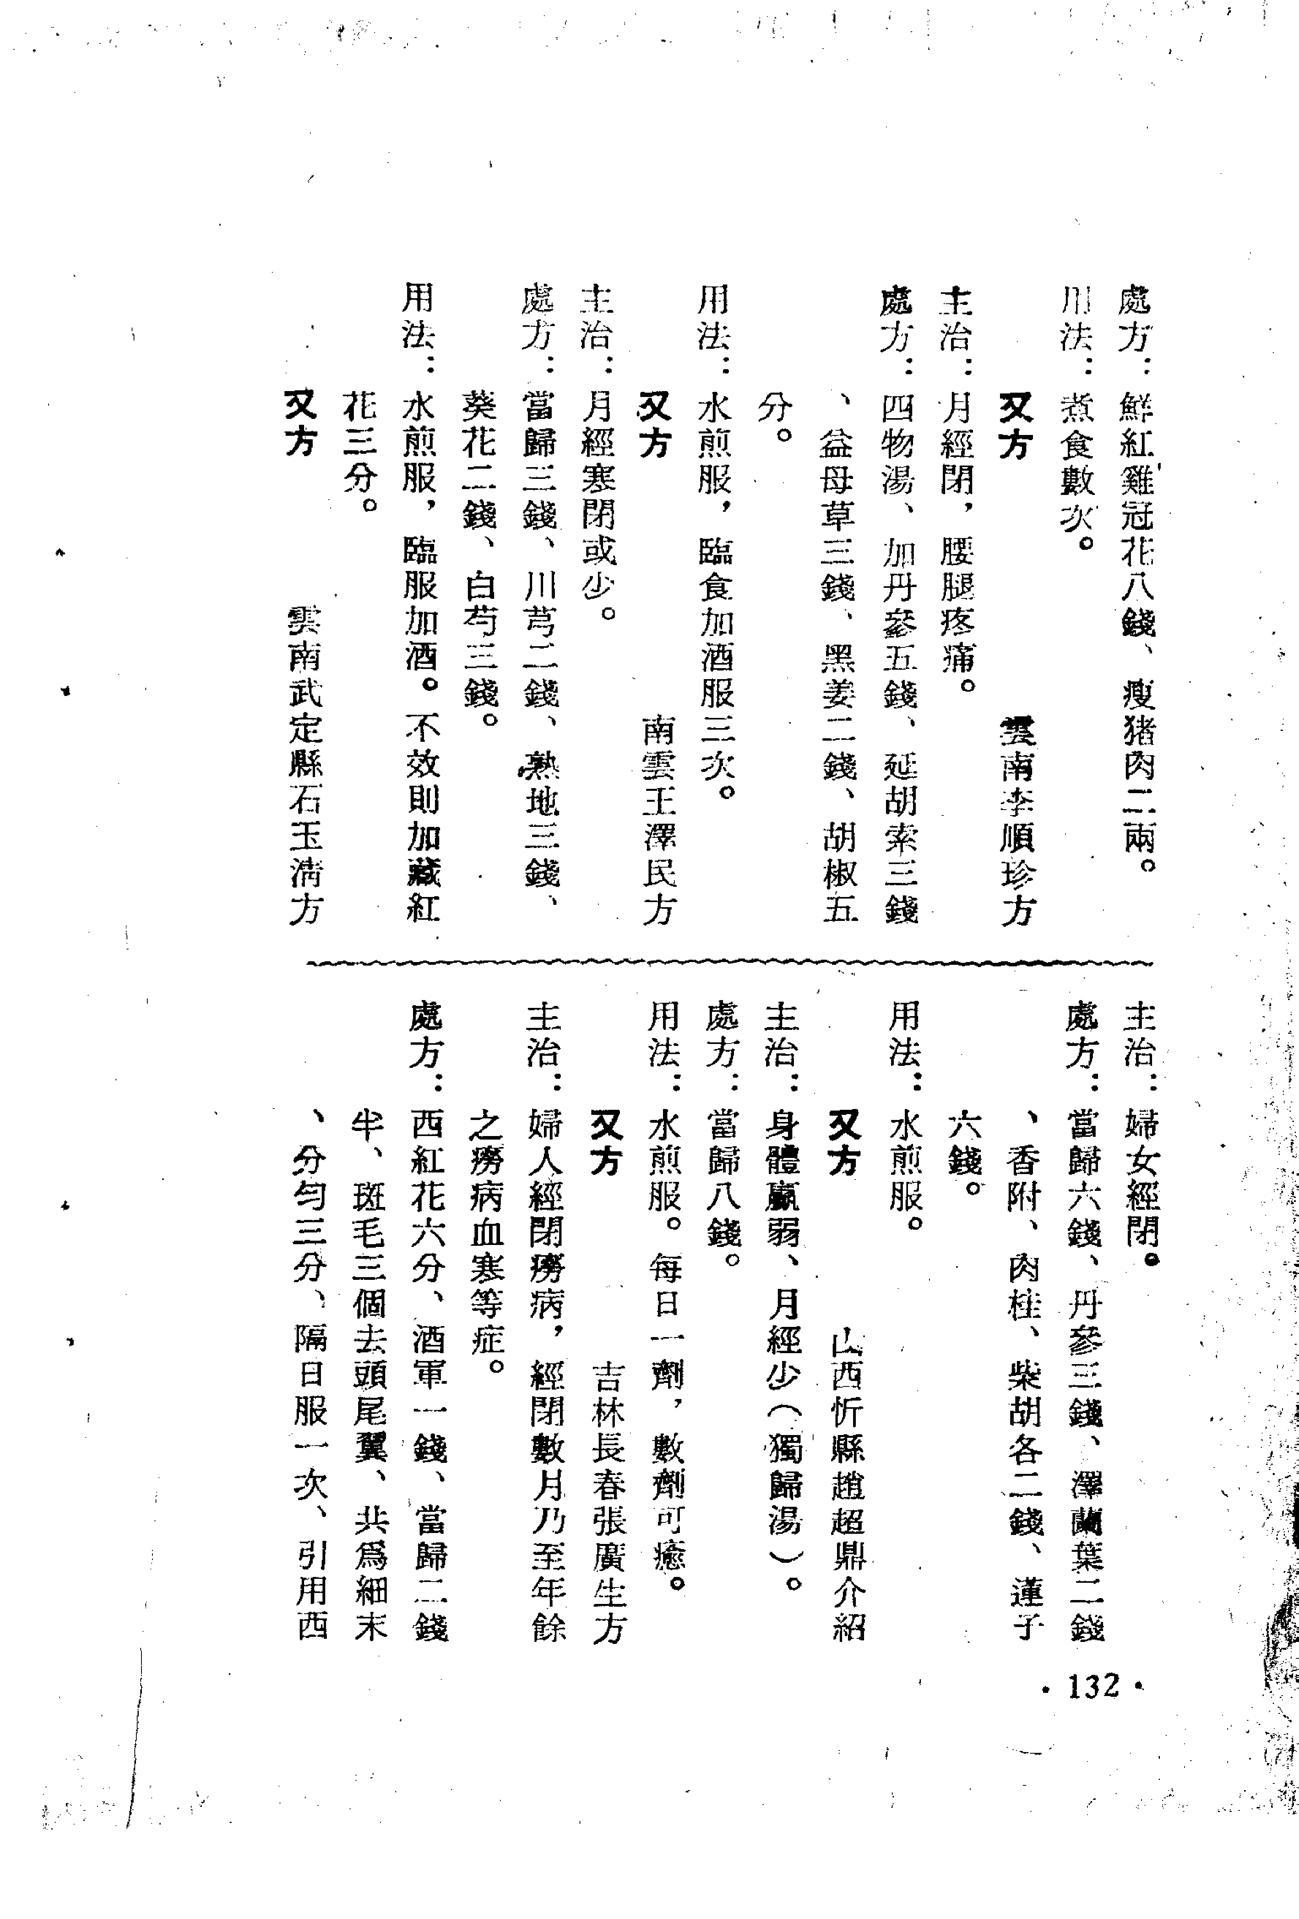 處方：鮮紅雞冠花八錢、瘦猪肉二兩。
用法：煮食數次。
又方　雲南李順珍方
主治：月經閉，腰腿疼痛。
處方：四物湯、加丹參五錢、延胡索三錢
、益母草三錢、黑姜二錢、胡椒五
分。
用法：水煎服，臨食加酒服三次。
又方　南雲王澤民方
主治：月經寒閉或少。
處方：當歸三錢、川芎二錢、熟地三錢、
葵花二錢、白芍三錢。
用法：水煎服，臨服加酒。不效則加藏紅
花三分。
又方　雲南武定縣石玉清方
主治：婦女經閉。
處方：當歸六錢、丹參三錢、澤蘭葉二錢
、香附、肉桂、柴胡各二錢、蓮子
六錢。
用法：水煎服。
又方　山西忻縣趙超鼎介紹
主治：身體羸弱、月經少（獨歸湯）。
處方：當歸八錢。
用法：水煎服。每日一劑，數劑可癒。
又方　吉林長春張廣生方
主治：婦人經閉癆病，經閉數月乃至年餘
之癆病血寒等症。
處方：西紅花六分、酒軍一錢、當歸二錢
半、斑毛三個去頭尾翼、共爲細末
、分勻三分、隔日服一次、引用西
·132·